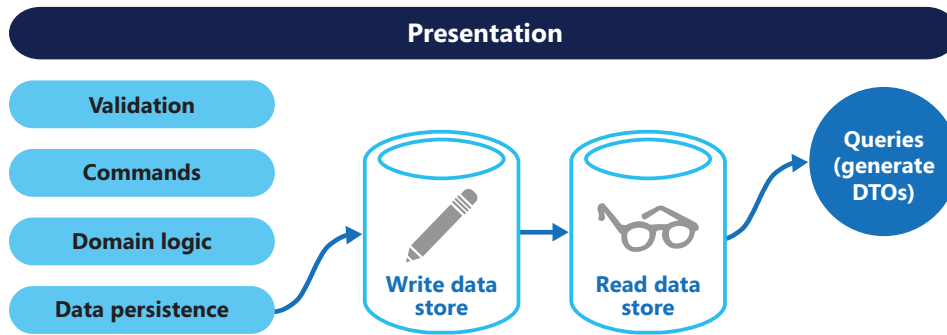 Presentation
Validation
Commands
Domain logic
Data persistence
Write data
store
Read data
store
Queries
(generate
DTOs)